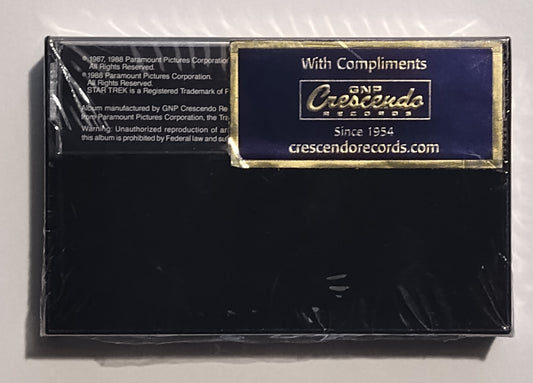 ℗ 1987, 1988 Paramount Pictures Corporation
All Rights Reserved.
© 1988 Paramount Pictures Corporation.
All Rights Reserved.
STAR TREK is a Registered Trademark of
Album manufactured by GNP Crescendo
from Paramount Pictures Corporation, the
Warning: Unauthorized reproduction of
this album is prohibited by Federal law and
With Compliments
GNP
Crescendo
RECORDS
Since 1954
crescendorecords.com